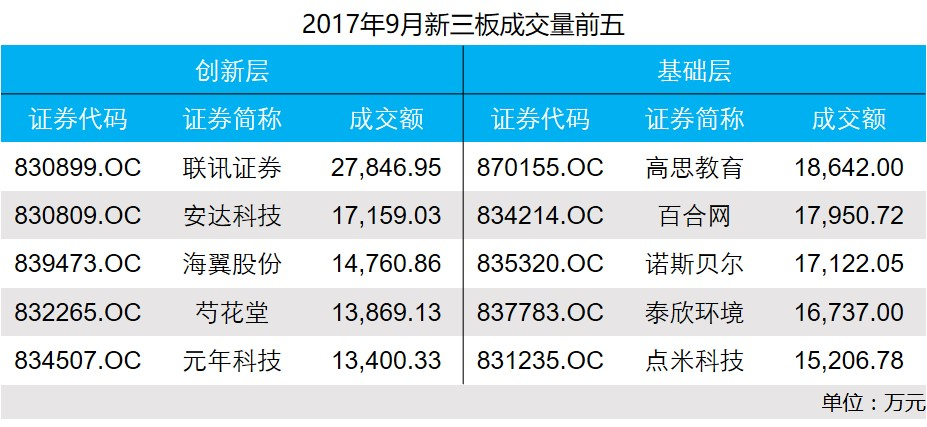 2017年9月新三板成交量前五
创新层 基础层
证券代码 证券简称 成交额 证券代码 证券简称 成交额
830899.OC 联讯证券 27,846.95 870155.OC 高思教育 18,642.00
830809.OC 安达科技 17,159.03 834214.OC 百合网 17,950.72
839473.OC 海翼股份 14,760.86 835320.OC 诺斯贝尔 17,122.05
832265.OC 芍花堂 13,869.13 837783.OC 泰欣环境 16,737.00
834507.OC 元年科技 13,400.33 831235.OC 点米科技 15,206.78
单位：万元